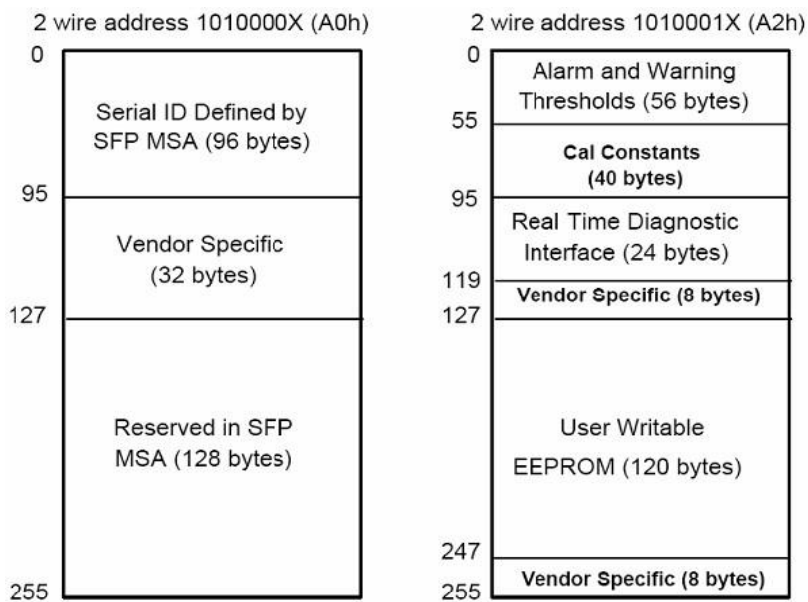 2 wire address 1010000X (A0h)
0
Serial ID Defined by
SFP MSA (96 bytes)
95
Vendor Specific
(32 bytes)
127
Reserved in SFP
MSA (128 bytes)
255
2 wire address 1010001X (A2h)
0
Alarm and Warning
Thresholds (56 bytes)
55
Cal Constants
(40 bytes)
95
Real Time Diagnostic
Interface (24 bytes)
119
Vendor Specific (8 bytes)
127
User Writable
EEPROM (120 bytes)
247
Vendor Specific (8 bytes)
255